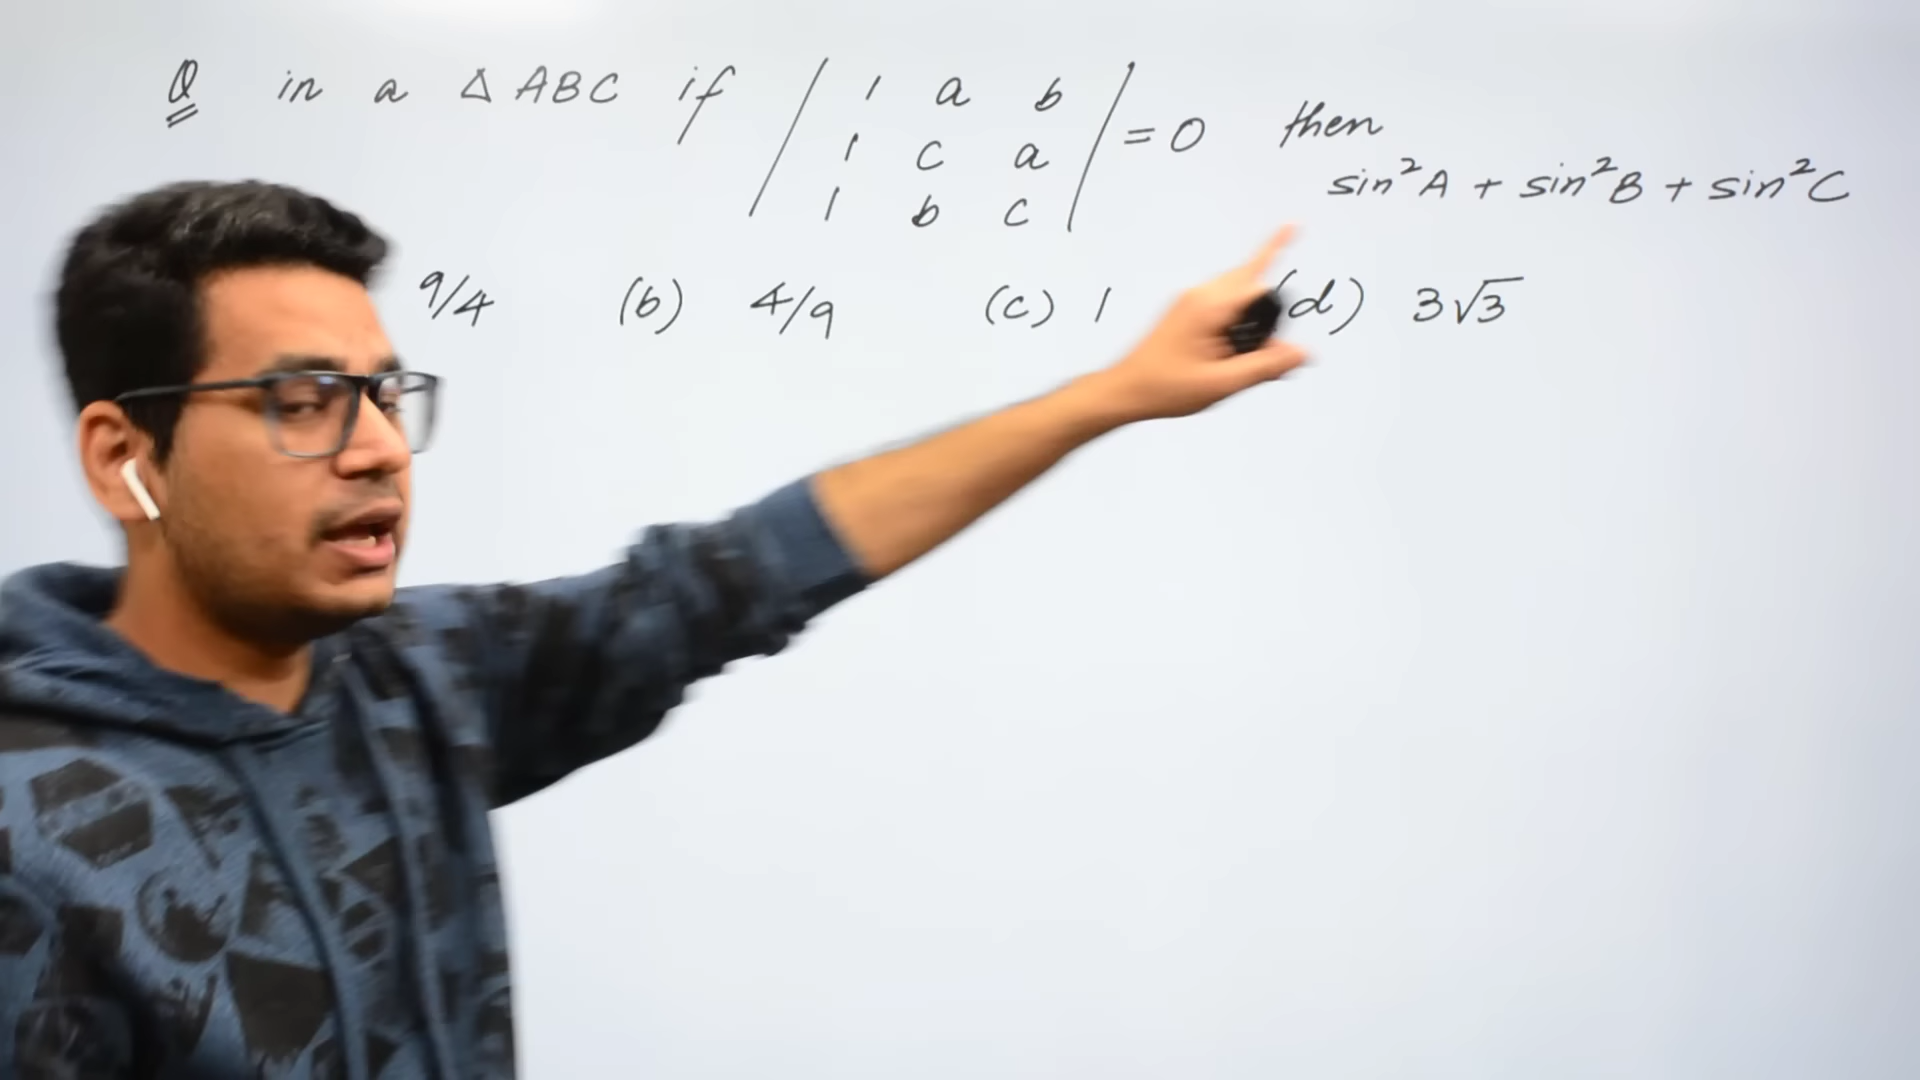 Q in a △ ABC if | 1 a b | = 0 then
| 1 c a |
| 1 b c |
sin²A + sin²B + sin²C
9/4 (b) 4/9 (c) 1 (d) 3√3